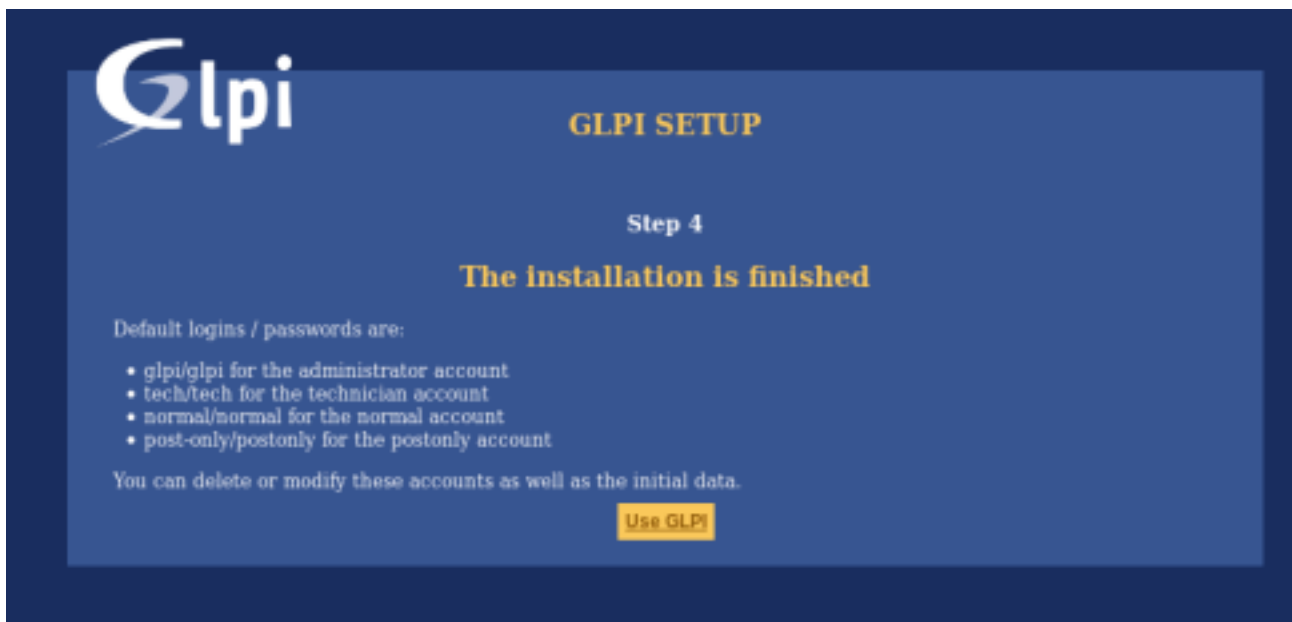 Glpi
GLPI SETUP
Step 4
The installation is finished
Default logins / passwords are:
• glpi/glpi for the administrator account
• tech/tech for the technician account
• normal/normal for the normal account
• post-only/postonly for the postonly account
You can delete or modify these accounts as well as the initial data.
Use GLPI